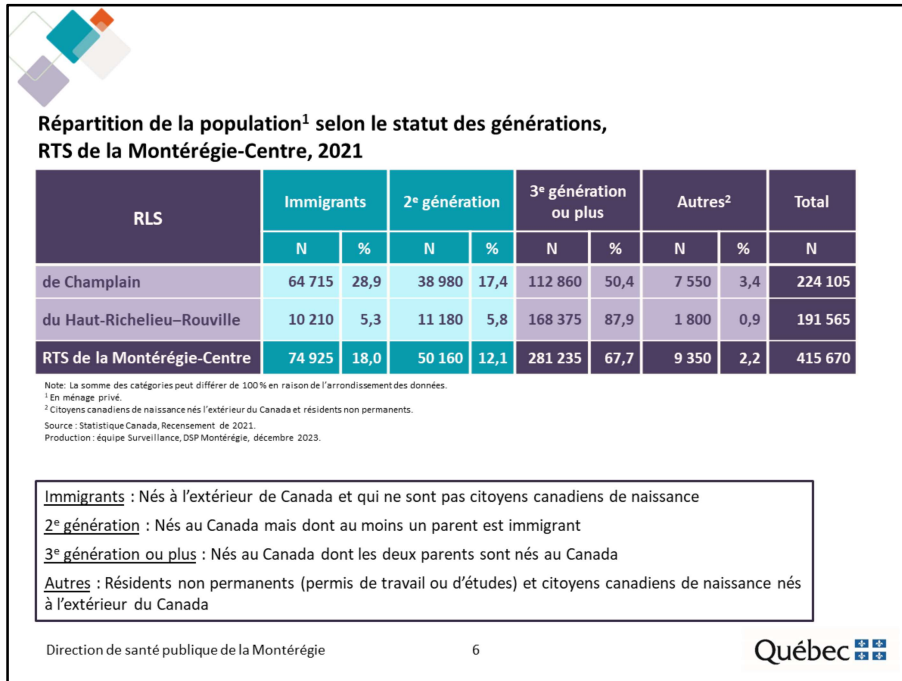 Répartition de la population¹ selon le statut des générations,
RTS de la Montérégie-Centre, 2021
RLS Immigrants 2ᵉ génération 3ᵉ génération ou plus Autres² Total
N % N % N % N % N
de Champlain 64 715 28,9 38 980 17,4 112 860 50,4 7 550 3,4 224 105
du Haut-Richelieu–Rouville 10 210 5,3 11 180 5,8 168 375 87,9 1 800 0,9 191 565
RTS de la Montérégie-Centre 74 925 18,0 50 160 12,1 281 235 67,7 9 350 2,2 415 670
Note: La somme des catégories peut différer de 100 % en raison de l'arrondissement des données.
¹ En ménage privé.
² Citoyens canadiens de naissance nés l'extérieur du Canada et résidents non permanents.
Source : Statistique Canada, Recensement de 2021.
Production : équipe Surveillance, DSP Montérégie, décembre 2023.
Immigrants : Nés à l'extérieur de Canada et qui ne sont pas citoyens canadiens de naissance
2ᵉ génération : Nés au Canada mais dont au moins un parent est immigrant
3ᵉ génération ou plus : Nés au Canada dont les deux parents sont nés au Canada
Autres : Résidents non permanents (permis de travail ou d'études) et citoyens canadiens de naissance nés
à l'extérieur du Canada
Direction de santé publique de la Montérégie 6 Québec